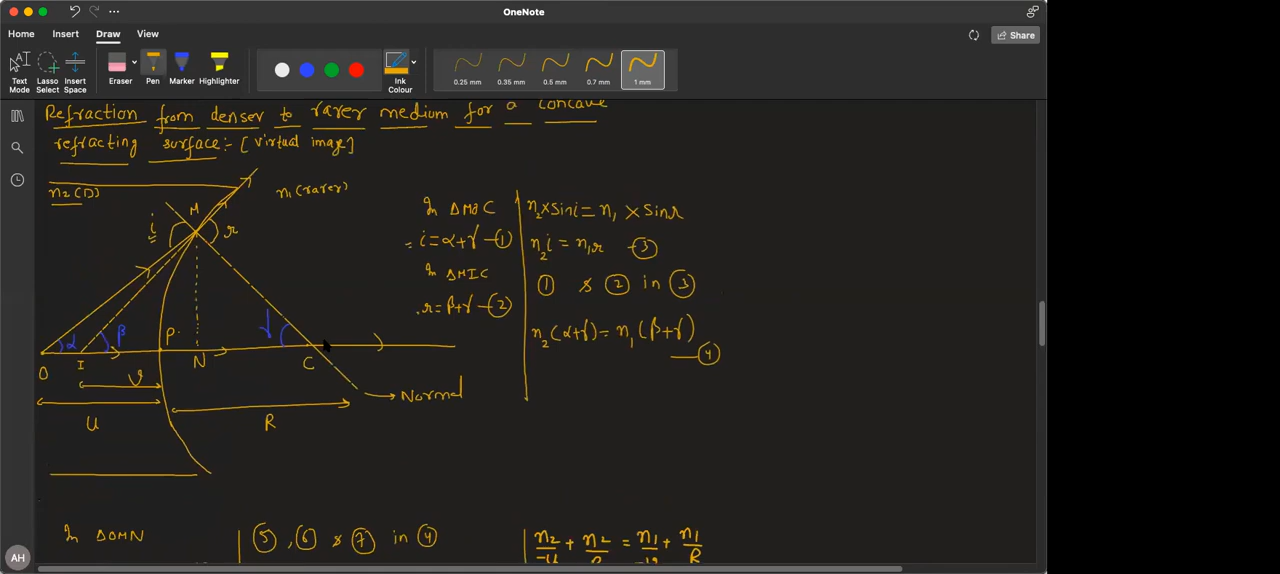 OneNote
Home Insert Draw View
Share
Text Mode
Lasso Select
Insert Space
Eraser
Pen
Marker
Highlighter
Ink Colour
0.25 mm
0.35 mm
0.5 mm
0.7 mm
1 mm
Refraction from denser to rarer medium for a concave
refracting surface:- [virtual image]
n2 (D)
n1 (rarer)
M
i
r
α
β
γ
P
O
I
N
C
v
u
R
Normal
In ΔMOC
= i = α+γ —①
In ΔMIC
r = β+γ —②
n2 × sin i = n1 × sin r
n2 i = n1 r —③
① & ② in ③
n2 (α+γ) = n1 (β+γ)
—④
In ΔOMN
⑤, ⑥ & ⑦ in ④
n2/-u + n2/R = n1/-v + n1/R
AH